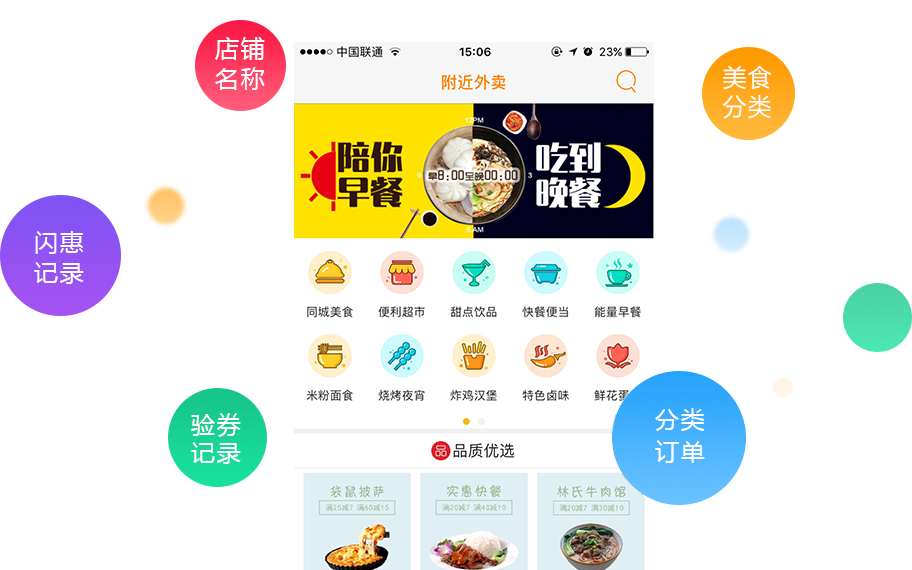 店铺
名称
美食
分类
闪惠
记录
验券
记录
分类
订单
中国联通
15:06
23%
附近外卖
12PM
陪你
早餐
9
早8:00至晚00:00
3
吃到
晚餐
6 AM
同城美食
便利超市
甜点饮品
快餐便当
能量早餐
米粉面食
烧烤夜宵
炸鸡汉堡
特色卤味
鲜花蛋
品
品质优选
袋鼠披萨
满25减7 满60减15
实惠快餐
满20减7 满40减10
林氏牛肉馆
满20减7 满30减10